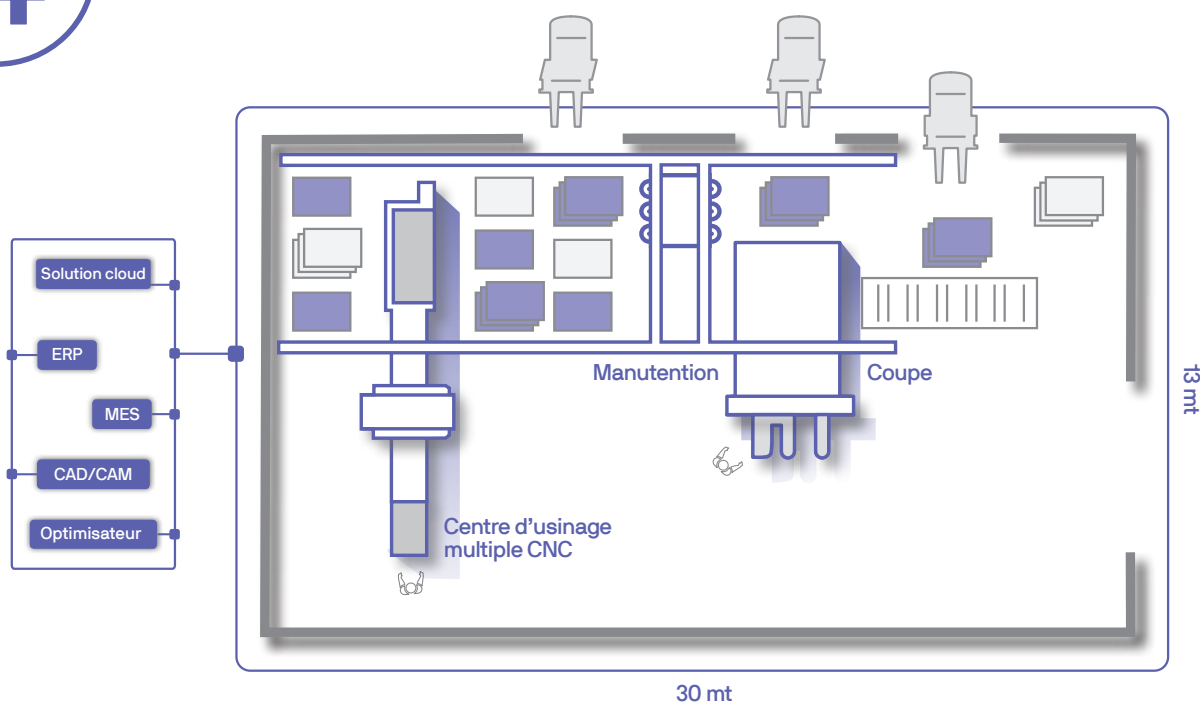 Solution cloud
ERP
MES
CAD/CAM
Optimisateur
Manutention
Coupe
Centre d'usinage
multiple CNC
13 mt
30 mt